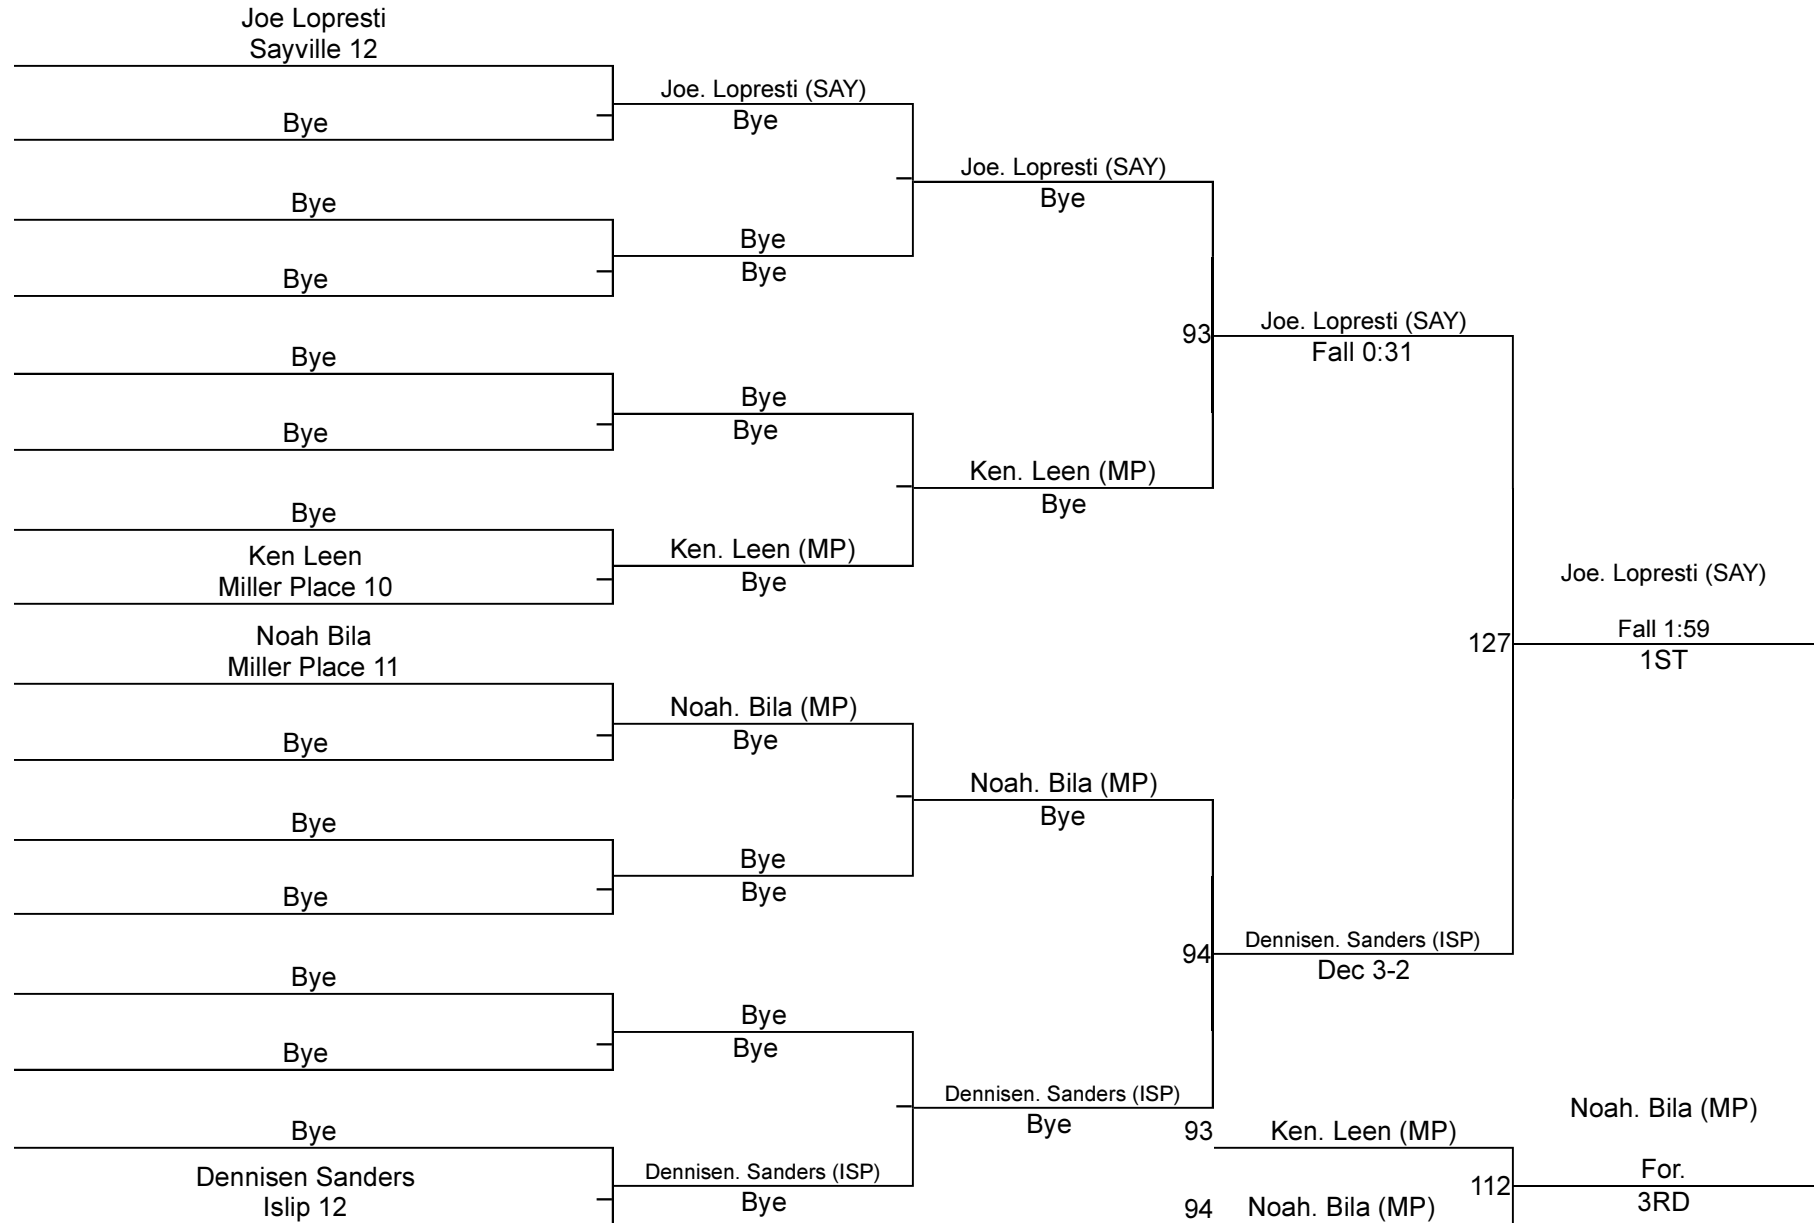 Joe Lopresti
Sayville 12
Bye
Bye
Bye
Bye
Bye
Bye
Ken Leen
Miller Place 10
Noah Bila
Miller Place 11
Bye
Bye
Bye
Bye
Bye
Bye
Dennisen Sanders
Islip 12
Joe. Lopresti (SAY)
Bye
Bye
Bye
Bye
Bye
Ken. Leen (MP)
Bye
Noah. Bila (MP)
Bye
Bye
Bye
Bye
Bye
Dennisen. Sanders (ISP)
Bye
Joe. Lopresti (SAY)
Bye
Ken. Leen (MP)
Bye
Noah. Bila (MP)
Bye
Dennisen. Sanders (ISP)
Bye
93
Joe. Lopresti (SAY)
Fall 0:31
94
Dennisen. Sanders (ISP)
Dec 3-2
127
Joe. Lopresti (SAY)
Fall 1:59
1ST
93 Ken. Leen (MP)
94 Noah. Bila (MP)
112
Noah. Bila (MP)
For.
3RD